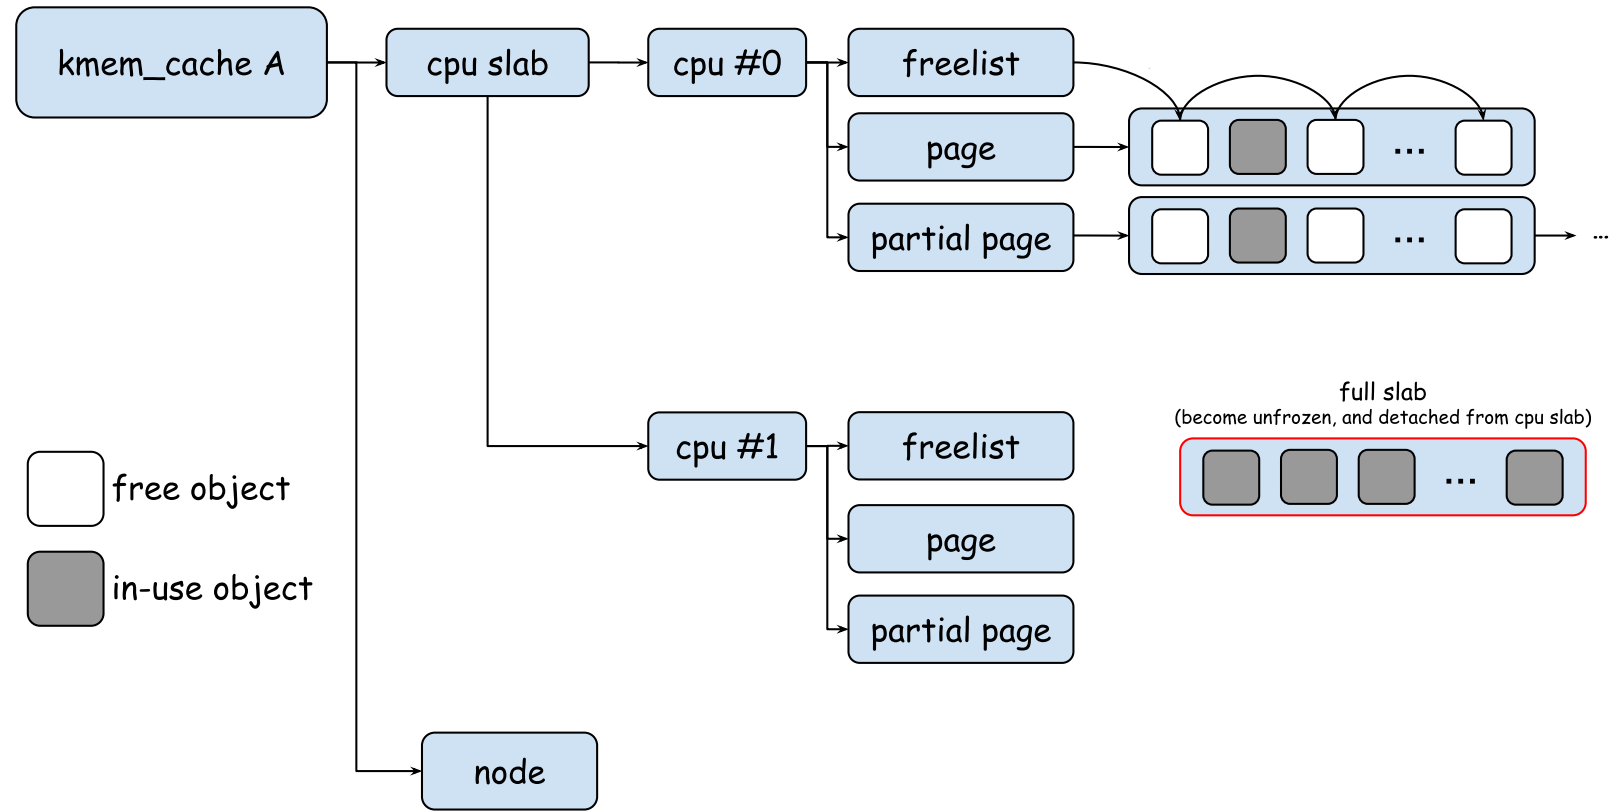 kmem_cache A
cpu slab
cpu #0
freelist
page
...
partial page
...
...
full slab
(become unfrozen, and detached from cpu slab)
cpu #1
freelist
...
free object
page
in-use object
partial page
node